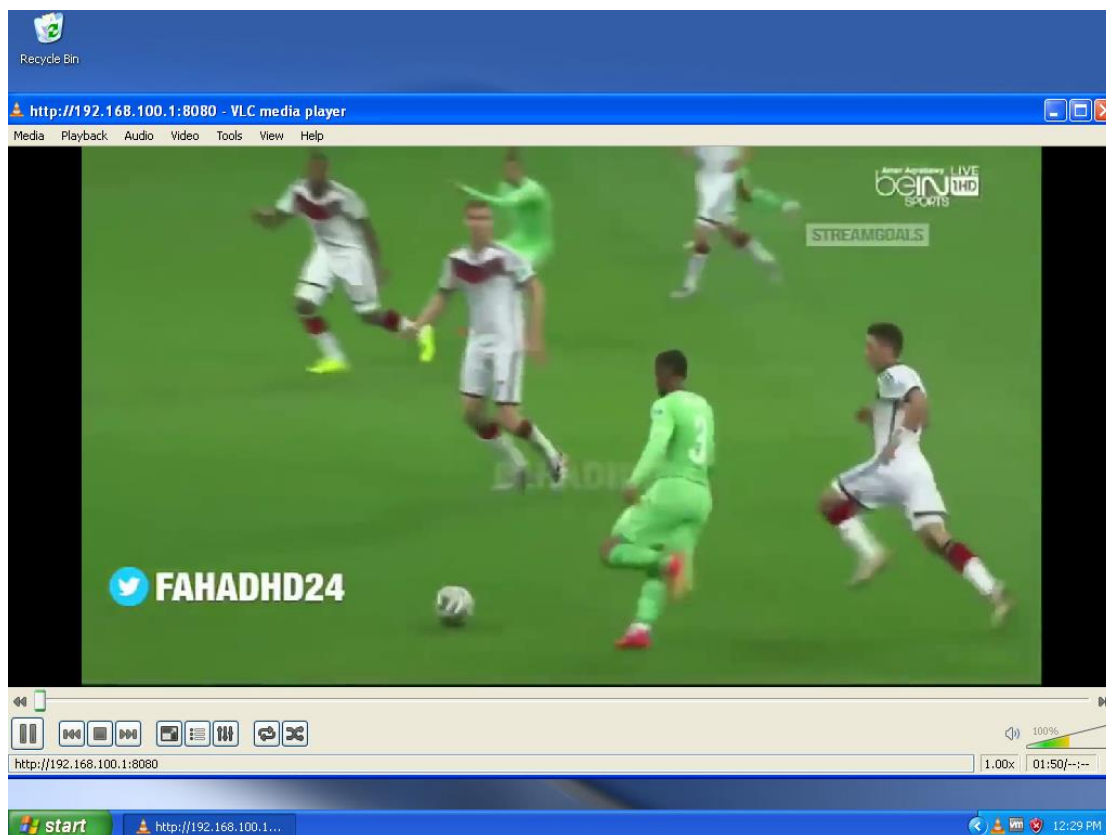 Recycle Bin
http://192.168.100.1:8080 - VLC media player
Media Playback Audio Video Tools View Help
LIVE
beIN 1HD
SPORTS
STREAMGOALS
3
FAHADHD24
100%
http://192.168.100.1:8080
1.00x
01:50/--:--
start
http://192.168.100.1...
12:29 PM